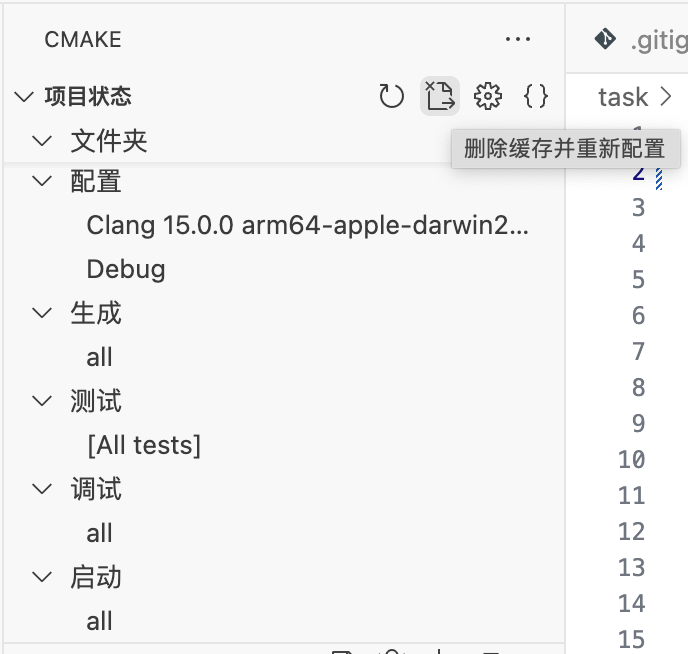 CMAKE
.gitig
项目状态
task
文件夹
删除缓存并重新配置
配置
Clang 15.0.0 arm64-apple-darwin2...
Debug
生成
all
测试
[All tests]
调试
all
启动
all
2
3
4
5
6
7
8
9
10
11
12
13
14
15